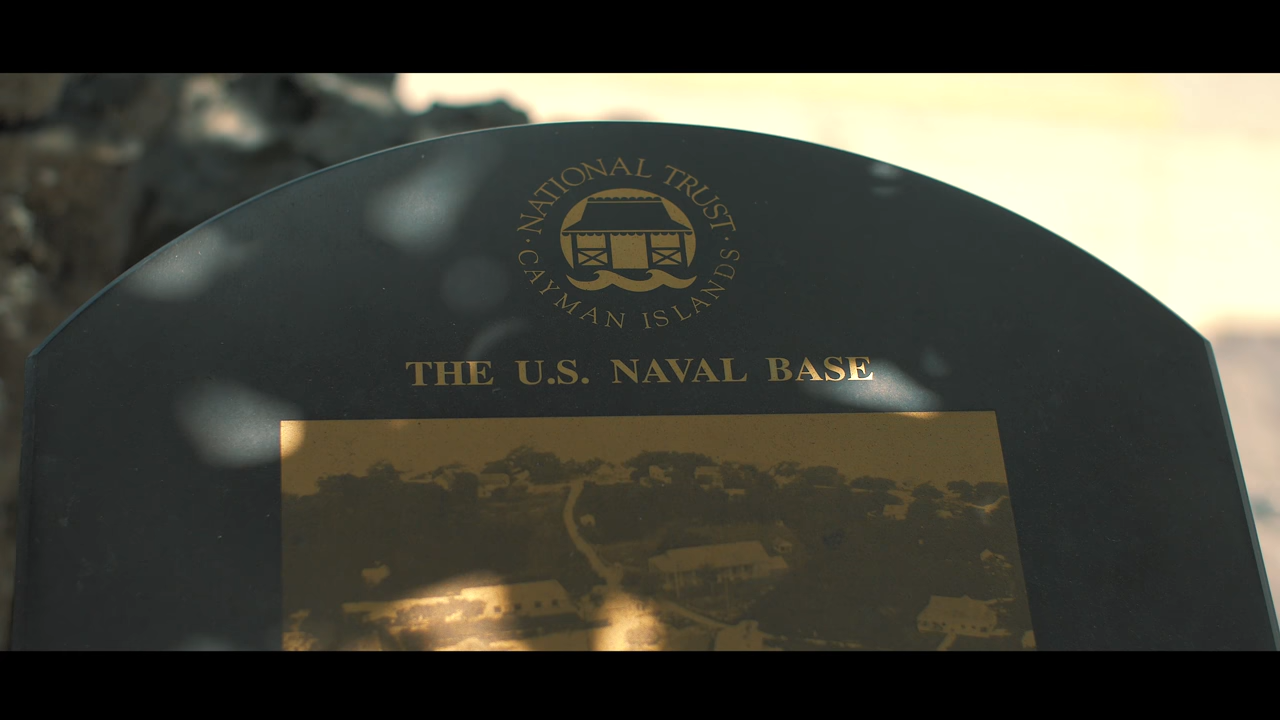 NATIONAL TRUST
· CAYMAN ISLANDS ·
THE U.S. NAVAL BASE